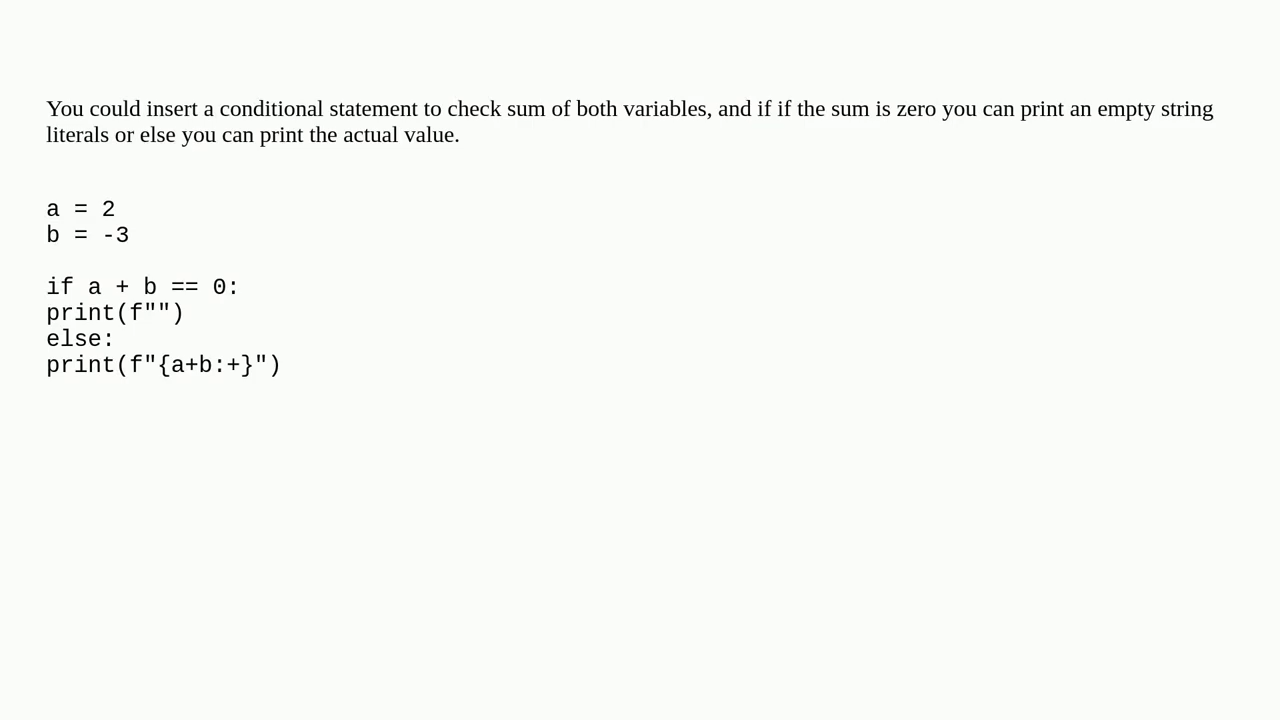 You could insert a conditional statement to check sum of both variables, and if if the sum is zero you can print an empty string
literals or else you can print the actual value.
a = 2
b = -3
if a + b == 0:
print(f"")
else:
print(f"{a+b:+}")